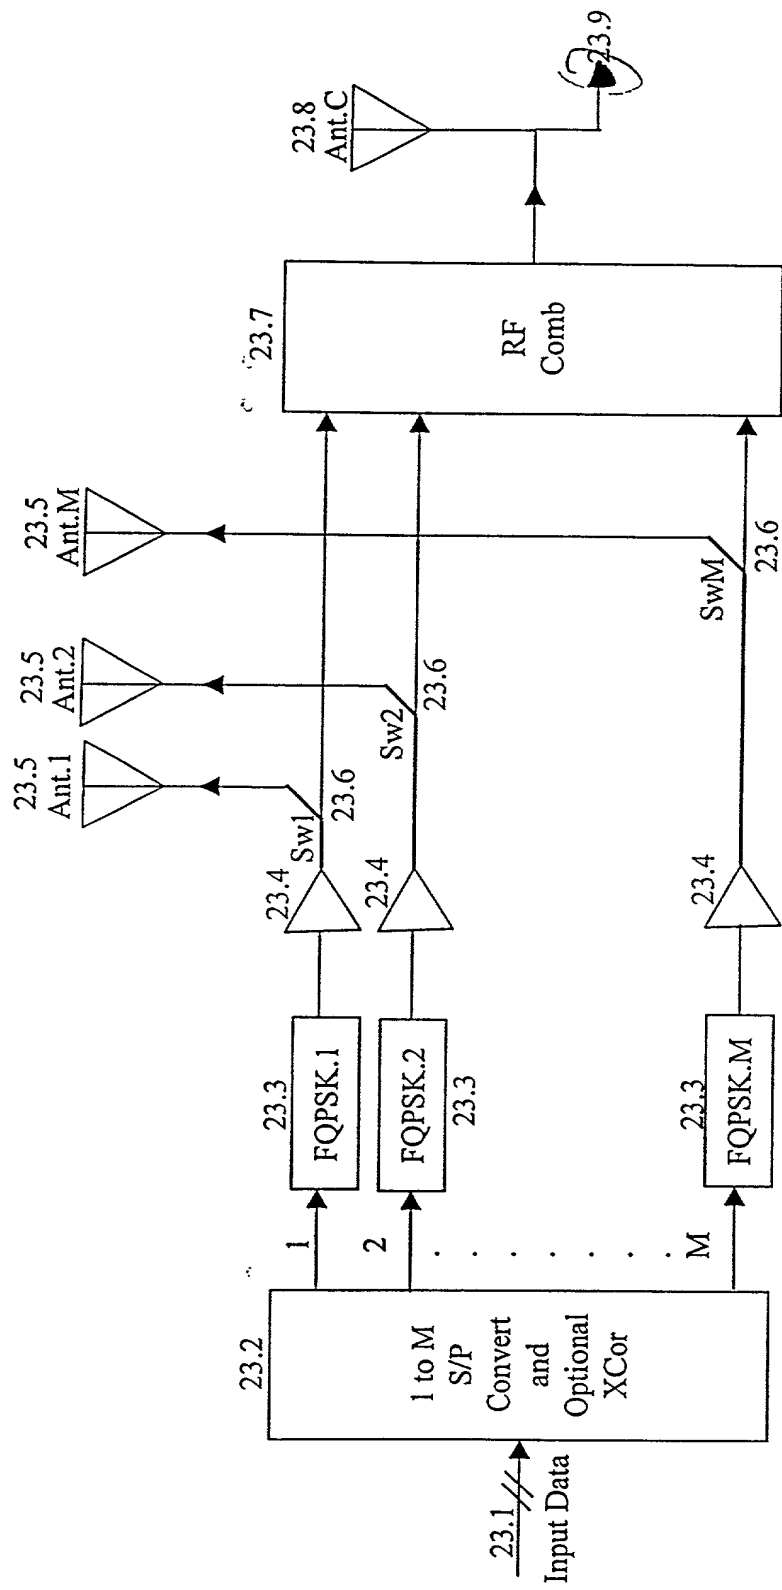 23.1
Input Data
23.2
1 to M
S/P
Convert
and
Optional
XCor
1
2
. . . . . . .
M
23.3
FQPSK.1
FQPSK.2
23.3
23.3
FQPSK.M
23.4
23.4
23.4
Sw1
23.6
Sw2
23.6
SwM
23.6
23.5
Ant.1
23.5
Ant.2
23.5
Ant.M
23.7
RF
Comb
23.8
Ant.C
23.9